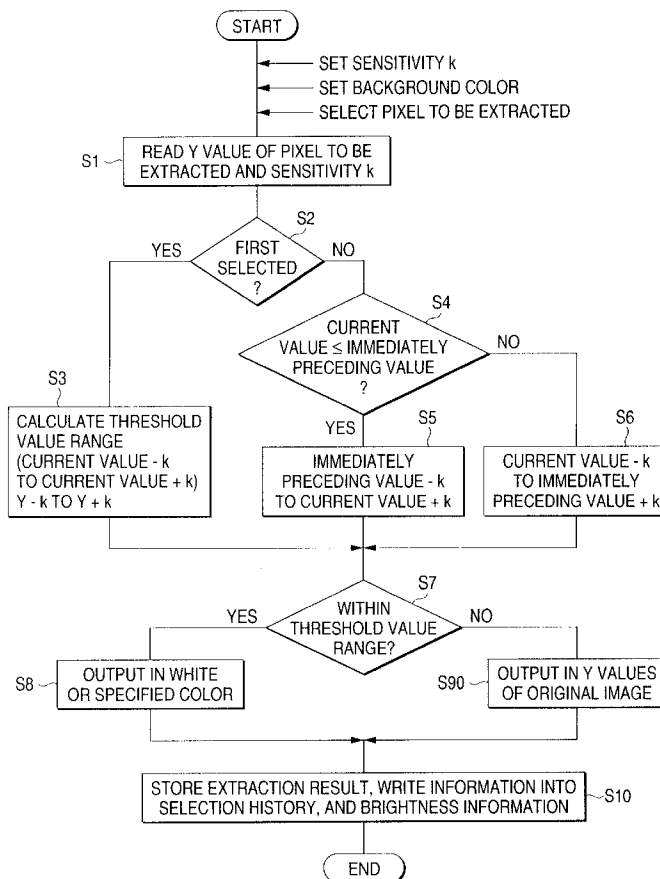 START
SET SENSITIVITY k
SET BACKGROUND COLOR
SELECT PIXEL TO BE EXTRACTED
S1
READ Y VALUE OF PIXEL TO BE
EXTRACTED AND SENSITIVITY k
S2
YES
FIRST
SELECTED
?
NO
S4
CURRENT
VALUE ≤ IMMEDIATELY
PRECEDING VALUE
?
NO
YES
S3
CALCULATE THRESHOLD
VALUE RANGE
(CURRENT VALUE - k
TO CURRENT VALUE + k)
Y - k TO Y + k
S5
IMMEDIATELY
PRECEDING VALUE - k
TO CURRENT VALUE + k
S6
CURRENT VALUE - k
TO IMMEDIATELY
PRECEDING VALUE + k
S7
YES
WITHIN
THRESHOLD VALUE
RANGE?
NO
S8
OUTPUT IN WHITE
OR SPECIFIED COLOR
S90
OUTPUT IN Y VALUES
OF ORIGINAL IMAGE
STORE EXTRACTION RESULT, WRITE INFORMATION INTO
SELECTION HISTORY, AND BRIGHTNESS INFORMATION
S10
END